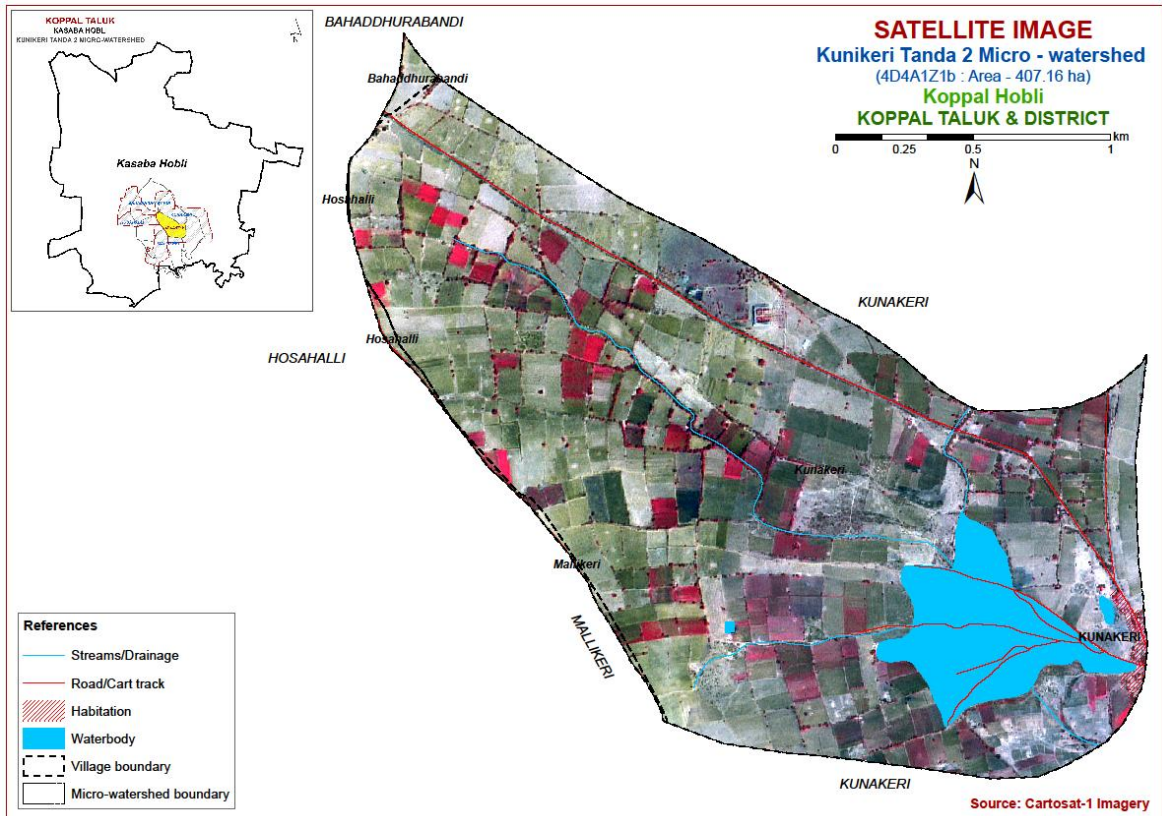 KOPPAL TALUK
KASABA HOBL
KUNIKERI TANDA 2 MICRO-WATERSHED
N
Kasaba Hobli
BAHADDHURABANDI
SATELLITE IMAGE
Kunikeri Tanda 2 Micro - watershed
(4D4A1Z1b : Area - 407.16 ha)
Koppal Hobli
KOPPAL TALUK & DISTRICT
km
0 0.25 0.5 1
N
Bahaddhurabandi
Hosahalli
KUNAKERI
Hosahalli
HOSAHALLI
Kunakeri
Mallikeri
MALLIKERI
KUNAKERI
KUNAKERI
References
Streams/Drainage
Road/Cart track
Habitation
Waterbody
Village boundary
Micro-watershed boundary
Source: Cartosat-1 Imagery